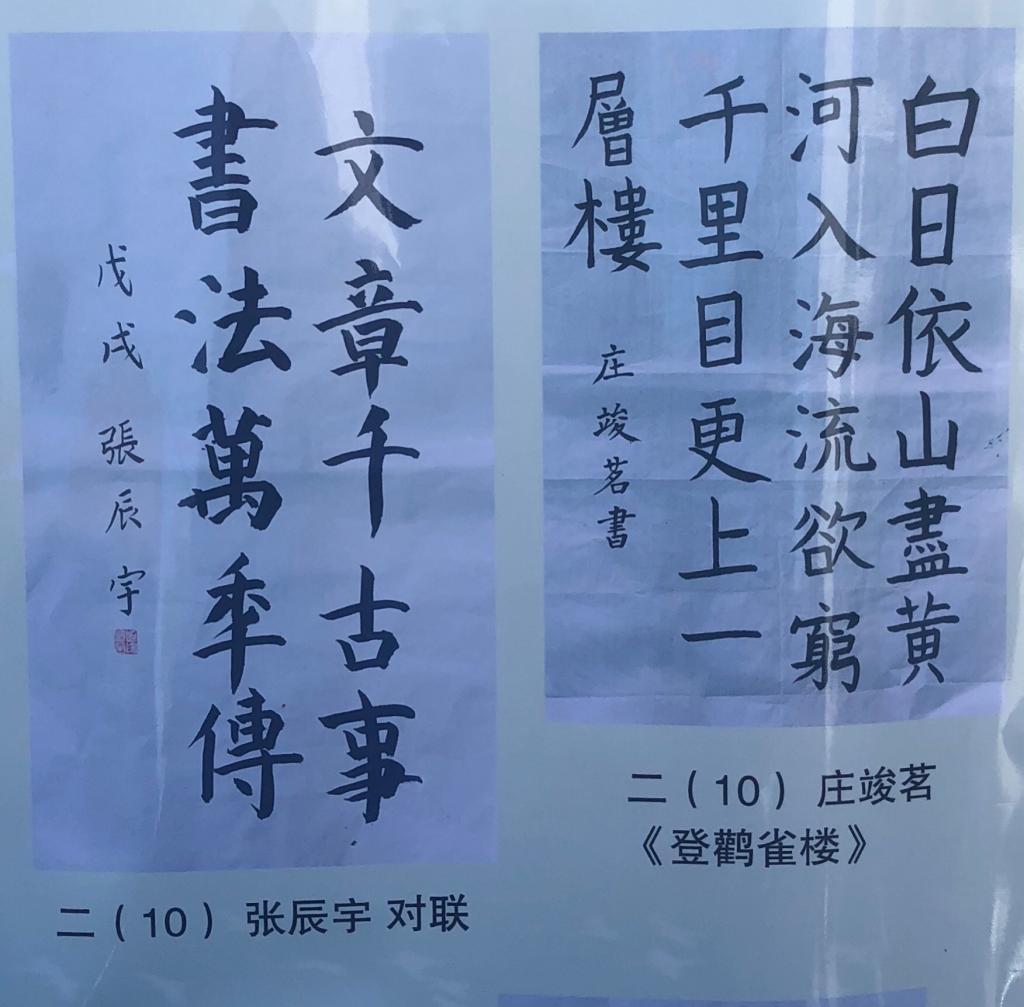 文章千古事
書法萬年傳
戊戌 張辰宇
二（10） 张辰宇 对联
白日依山盡黄
河入海流欲窮
千里目更上一
層樓 庄竣茗書
二（10） 庄竣茗
《登鹳雀楼》